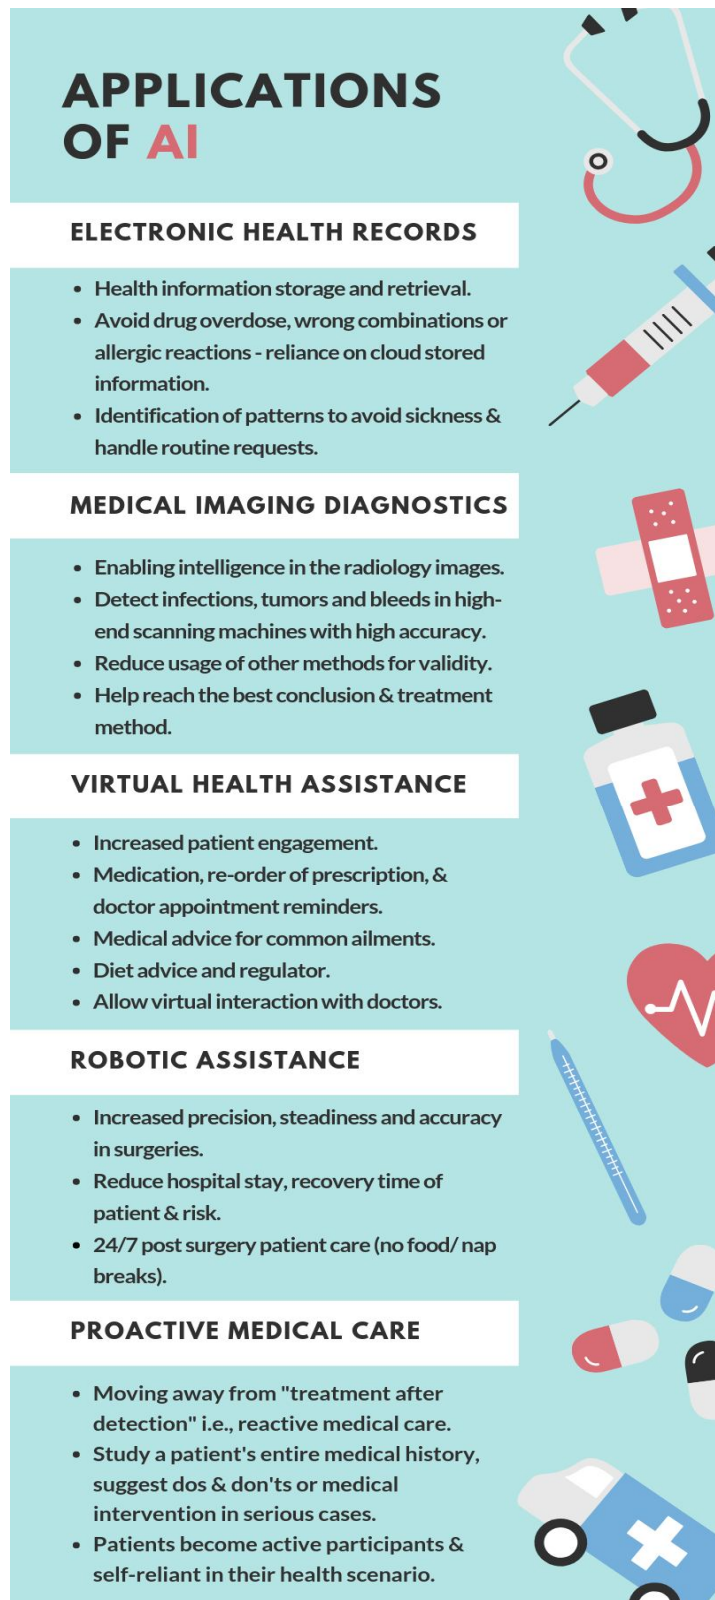 APPLICATIONS
OF AI
ELECTRONIC HEALTH RECORDS
• Health information storage and retrieval.
• Avoid drug overdose, wrong combinations or
allergic reactions - reliance on cloud stored
information.
• Identification of patterns to avoid sickness &
handle routine requests.
MEDICAL IMAGING DIAGNOSTICS
• Enabling intelligence in the radiology images.
• Detect infections, tumors and bleeds in high-
end scanning machines with high accuracy.
• Reduce usage of other methods for validity.
• Help reach the best conclusion & treatment
method.
VIRTUAL HEALTH ASSISTANCE
• Increased patient engagement.
• Medication, re-order of prescription, &
doctor appointment reminders.
• Medical advice for common ailments.
• Diet advice and regulator.
• Allow virtual interaction with doctors.
ROBOTIC ASSISTANCE
• Increased precision, steadiness and accuracy
in surgeries.
• Reduce hospital stay, recovery time of
patient & risk.
• 24/7 post surgery patient care (no food/ nap
breaks).
PROACTIVE MEDICAL CARE
• Moving away from "treatment after
detection" i.e., reactive medical care.
• Study a patient's entire medical history,
suggest dos & don'ts or medical
intervention in serious cases.
• Patients become active participants &
self-reliant in their health scenario.